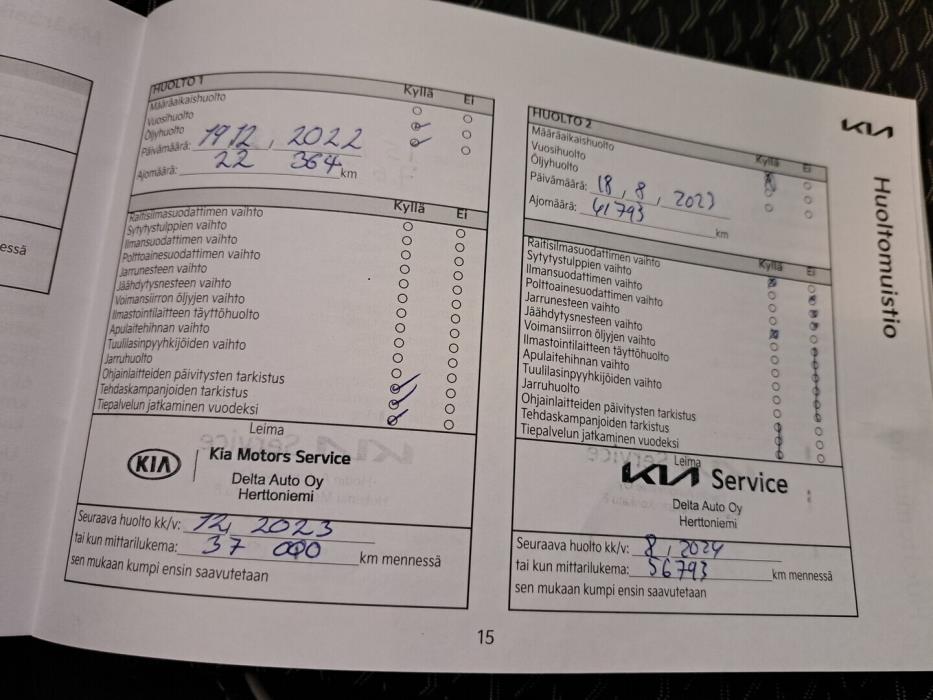 essä
HUOLTO 1
Kyllä Ei
Määräaikaishuolto
Vuosihuolto
Öljyhuolto
Päivämäärä: 19 12, 2022
Ajomäärä: 22 364 km
Kyllä Ei
Raitisilmasuodattimen vaihto
Sytytystulppien vaihto
Ilmansuodattimen vaihto
Polttoainesuodattimen vaihto
Jarrunesteen vaihto
Jäähdytysnesteen vaihto
Voimansiirron öljyjen vaihto
Ilmastointilaitteen täyttöhuolto
Apulaitehihnan vaihto
Tuulilasinpyyhkijöiden vaihto
Jarruhuolto
Ohjainlaitteiden päivitysten tarkistus
Tehdaskampanjoiden tarkistus
Tiepalvelun jatkaminen vuodeksi
Leima
KIA Kia Motors Service
Delta Auto Oy
Herttoniemi
Seuraava huolto kk/v: 12, 2023
tai kun mittarilukema: 37 000 km mennessä
sen mukaan kumpi ensin saavutetaan
HUOLTO 2
Kyllä Ei
Määräaikaishuolto
Vuosihuolto
Öljyhuolto
Päivämäärä: 18, 8, 2023
Ajomäärä: 41793 km
Kyllä Ei
Raitisilmasuodattimen vaihto
Sytytystulppien vaihto
Ilmansuodattimen vaihto
Polttoainesuodattimen vaihto
Jarrunesteen vaihto
Jäähdytysnesteen vaihto
Voimansiirron öljyjen vaihto
Ilmastointilaitteen täyttöhuolto
Apulaitehihnan vaihto
Tuulilasinpyyhkijöiden vaihto
Jarruhuolto
Ohjainlaitteiden päivitysten tarkistus
Tehdaskampanjoiden tarkistus
Tiepalvelun jatkaminen vuodeksi
Leima
KIA Service
Delta Auto Oy
Herttoniemi
Seuraava huolto kk/v: 8, 2024
tai kun mittarilukema: 56793 km mennessä
sen mukaan kumpi ensin saavutetaan
KIA
Huoltomuistio
15